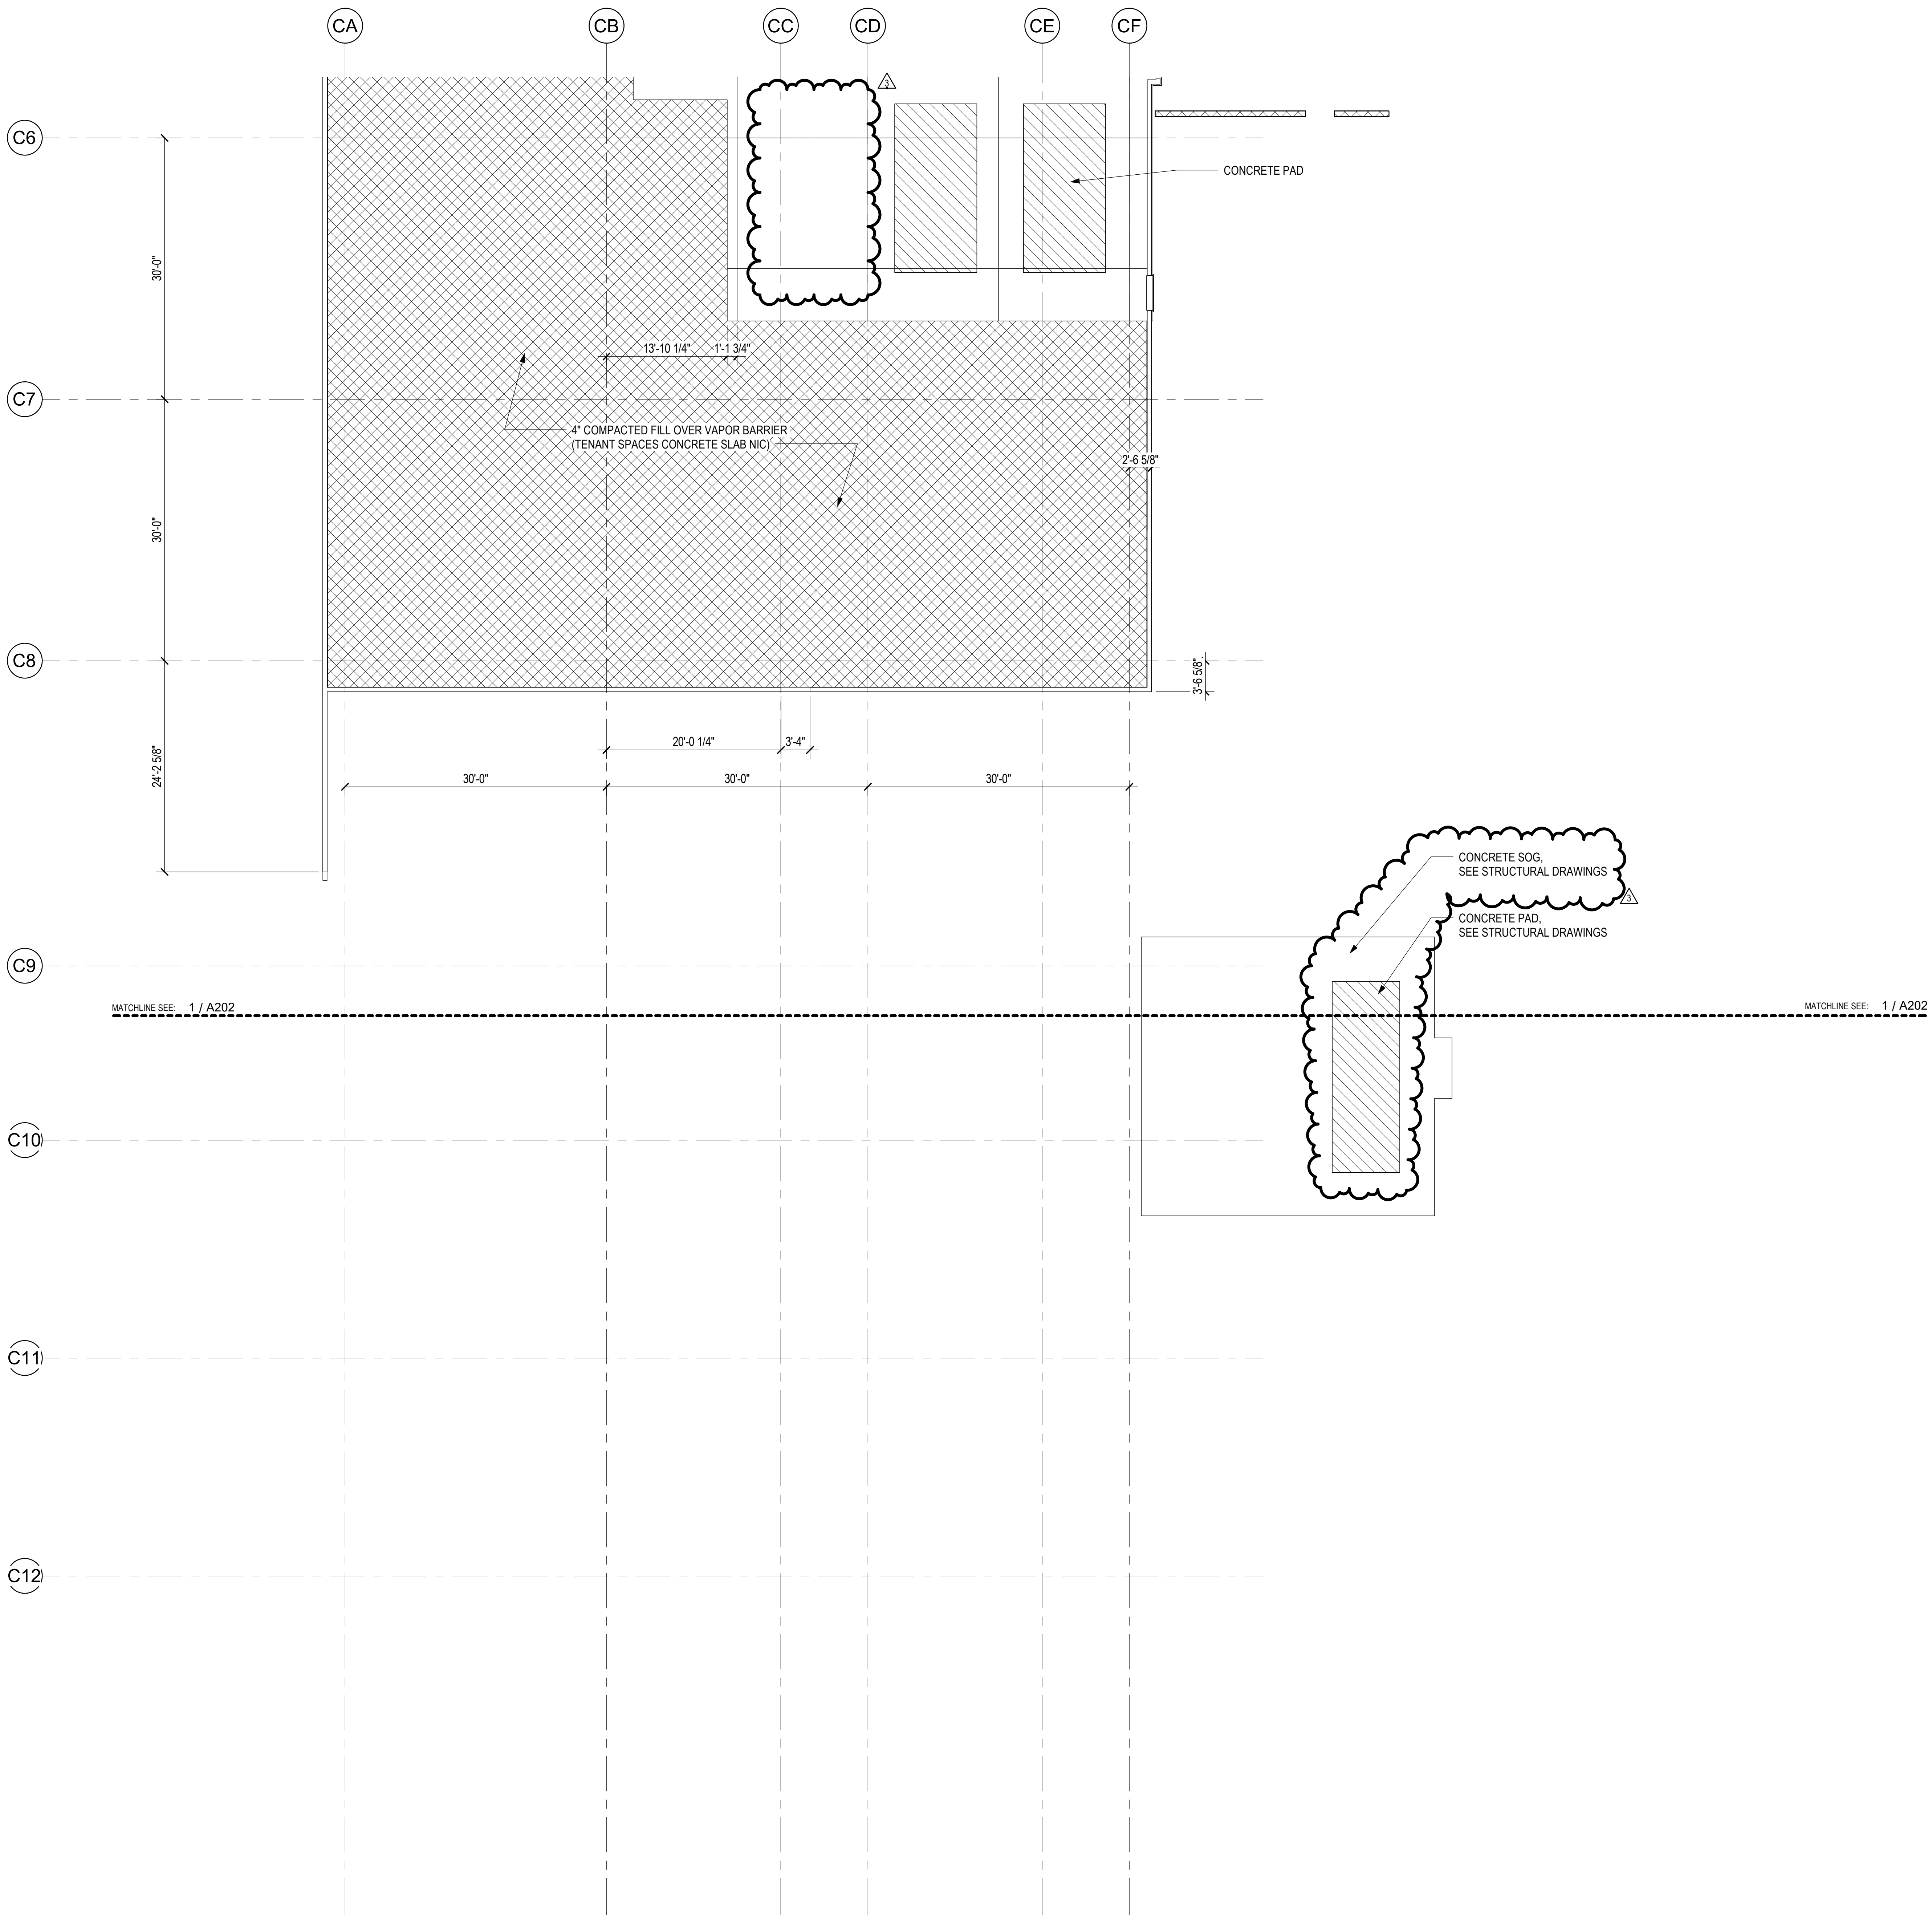 CA CB CC CD CE CF
3
C6
CONCRETE PAD
30'-0"
13'-10 1/4" 1'-1 3/4"
C7
4" COMPACTED FILL OVER VAPOR BARRIER
(TENANT SPACES CONCRETE SLAB NIC)
2'-6 5/8"
30'-0"
C8
3'-6 5/8"
20'-0 1/4" 3'-4"
24'-2 5/8"
30'-0" 30'-0" 30'-0"
CONCRETE SOG,
SEE STRUCTURAL DRAWINGS
3
CONCRETE PAD,
SEE STRUCTURAL DRAWINGS
C9
MATCHLINE SEE: 1 / A202
MATCHLINE SEE: 1 / A202
C10
C11
C12